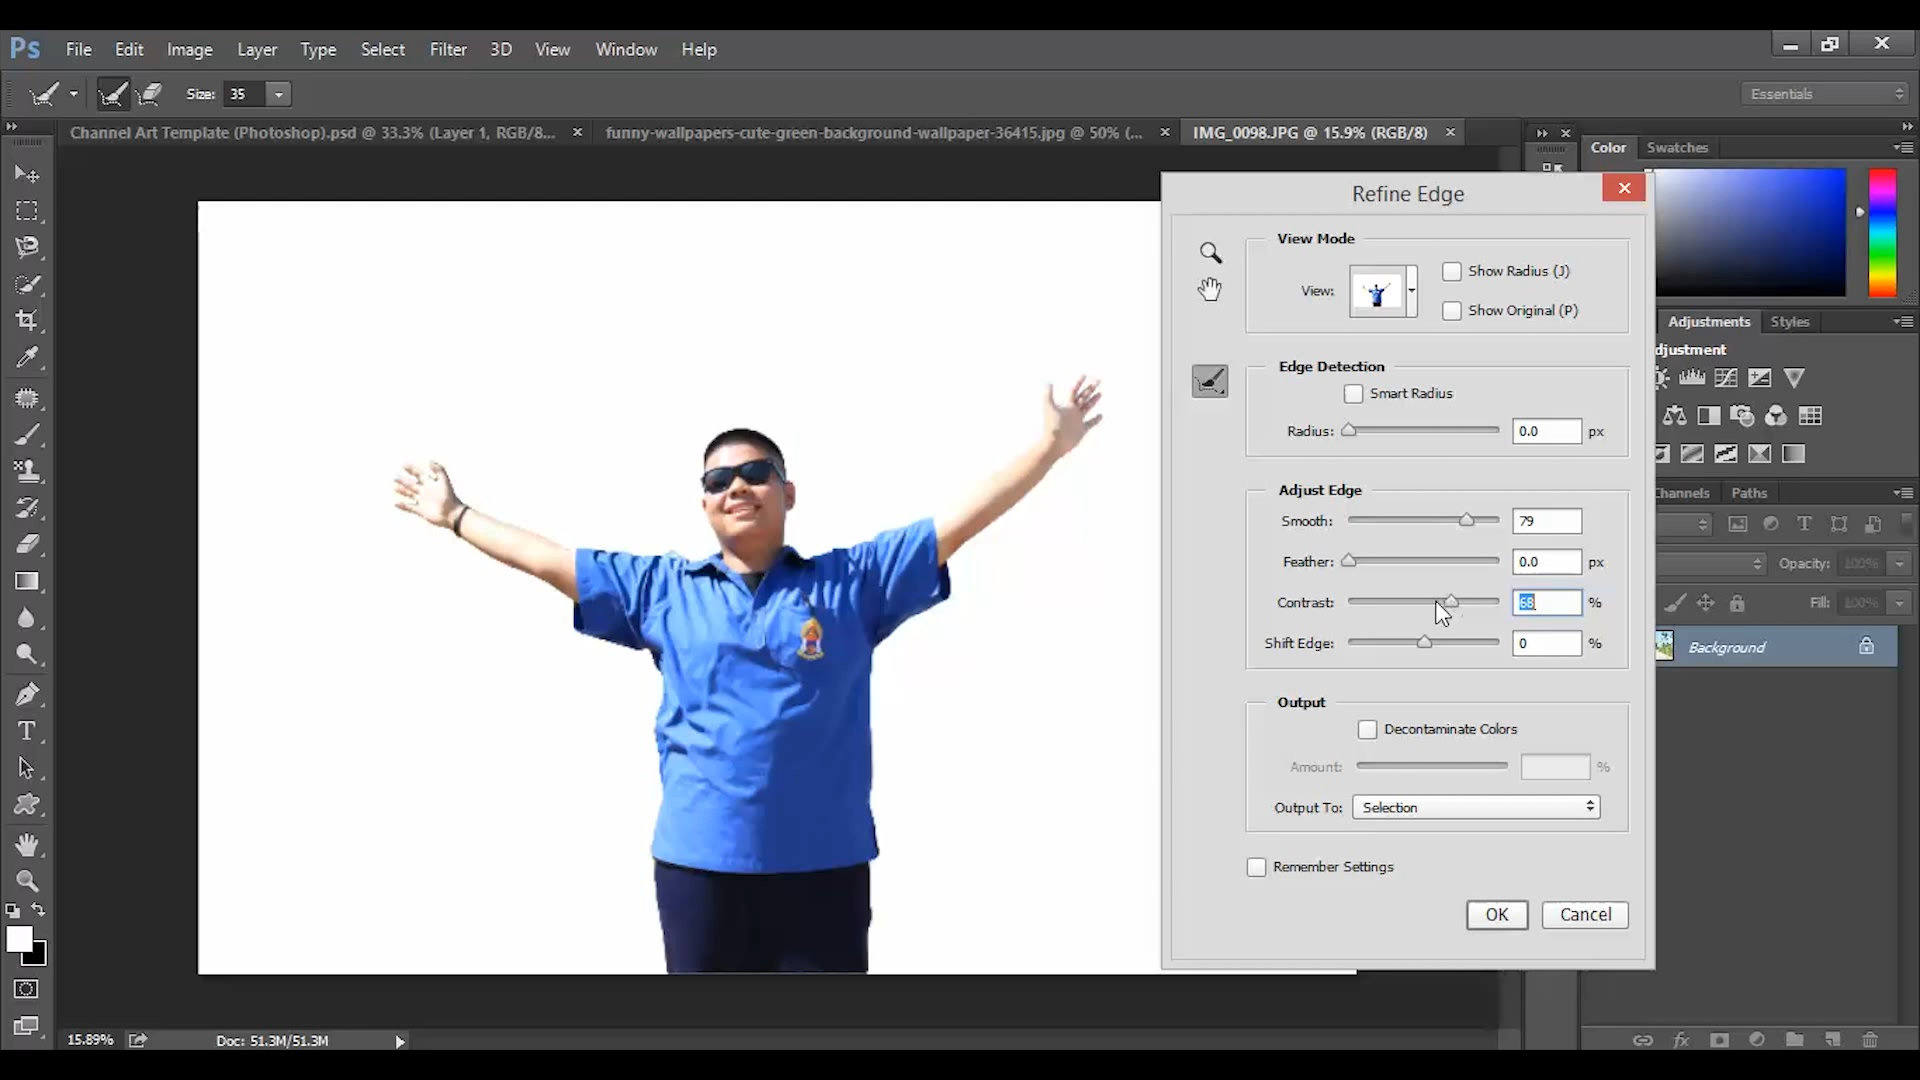 Ps File Edit Image Layer Type Select Filter 3D View Window Help
Size: 35 Essentials
Channel Art Template (Photoshop).psd @ 33.3% (Layer 1, RGB/8... × funny-wallpapers-cute-green-background-wallpaper-36415.jpg @ 50% (... × IMG_0098.JPG @ 15.9% (RGB/8) ×
Color Swatches
Refine Edge
View Mode
View:
Show Radius (J)
Show Original (P)
Edge Detection
Smart Radius
Radius: 0.0 px
Adjust Edge
Smooth: 79
Feather: 0.0 px
Contrast: 68 %
Shift Edge: 0 %
Output
Decontaminate Colors
Amount: %
Output To: Selection
Remember Settings
OK Cancel
Adjustments Styles
djustment
Channels Paths
Opacity: 100%
Fill: 100%
Background
15.89% Doc: 51.3M/51.3M